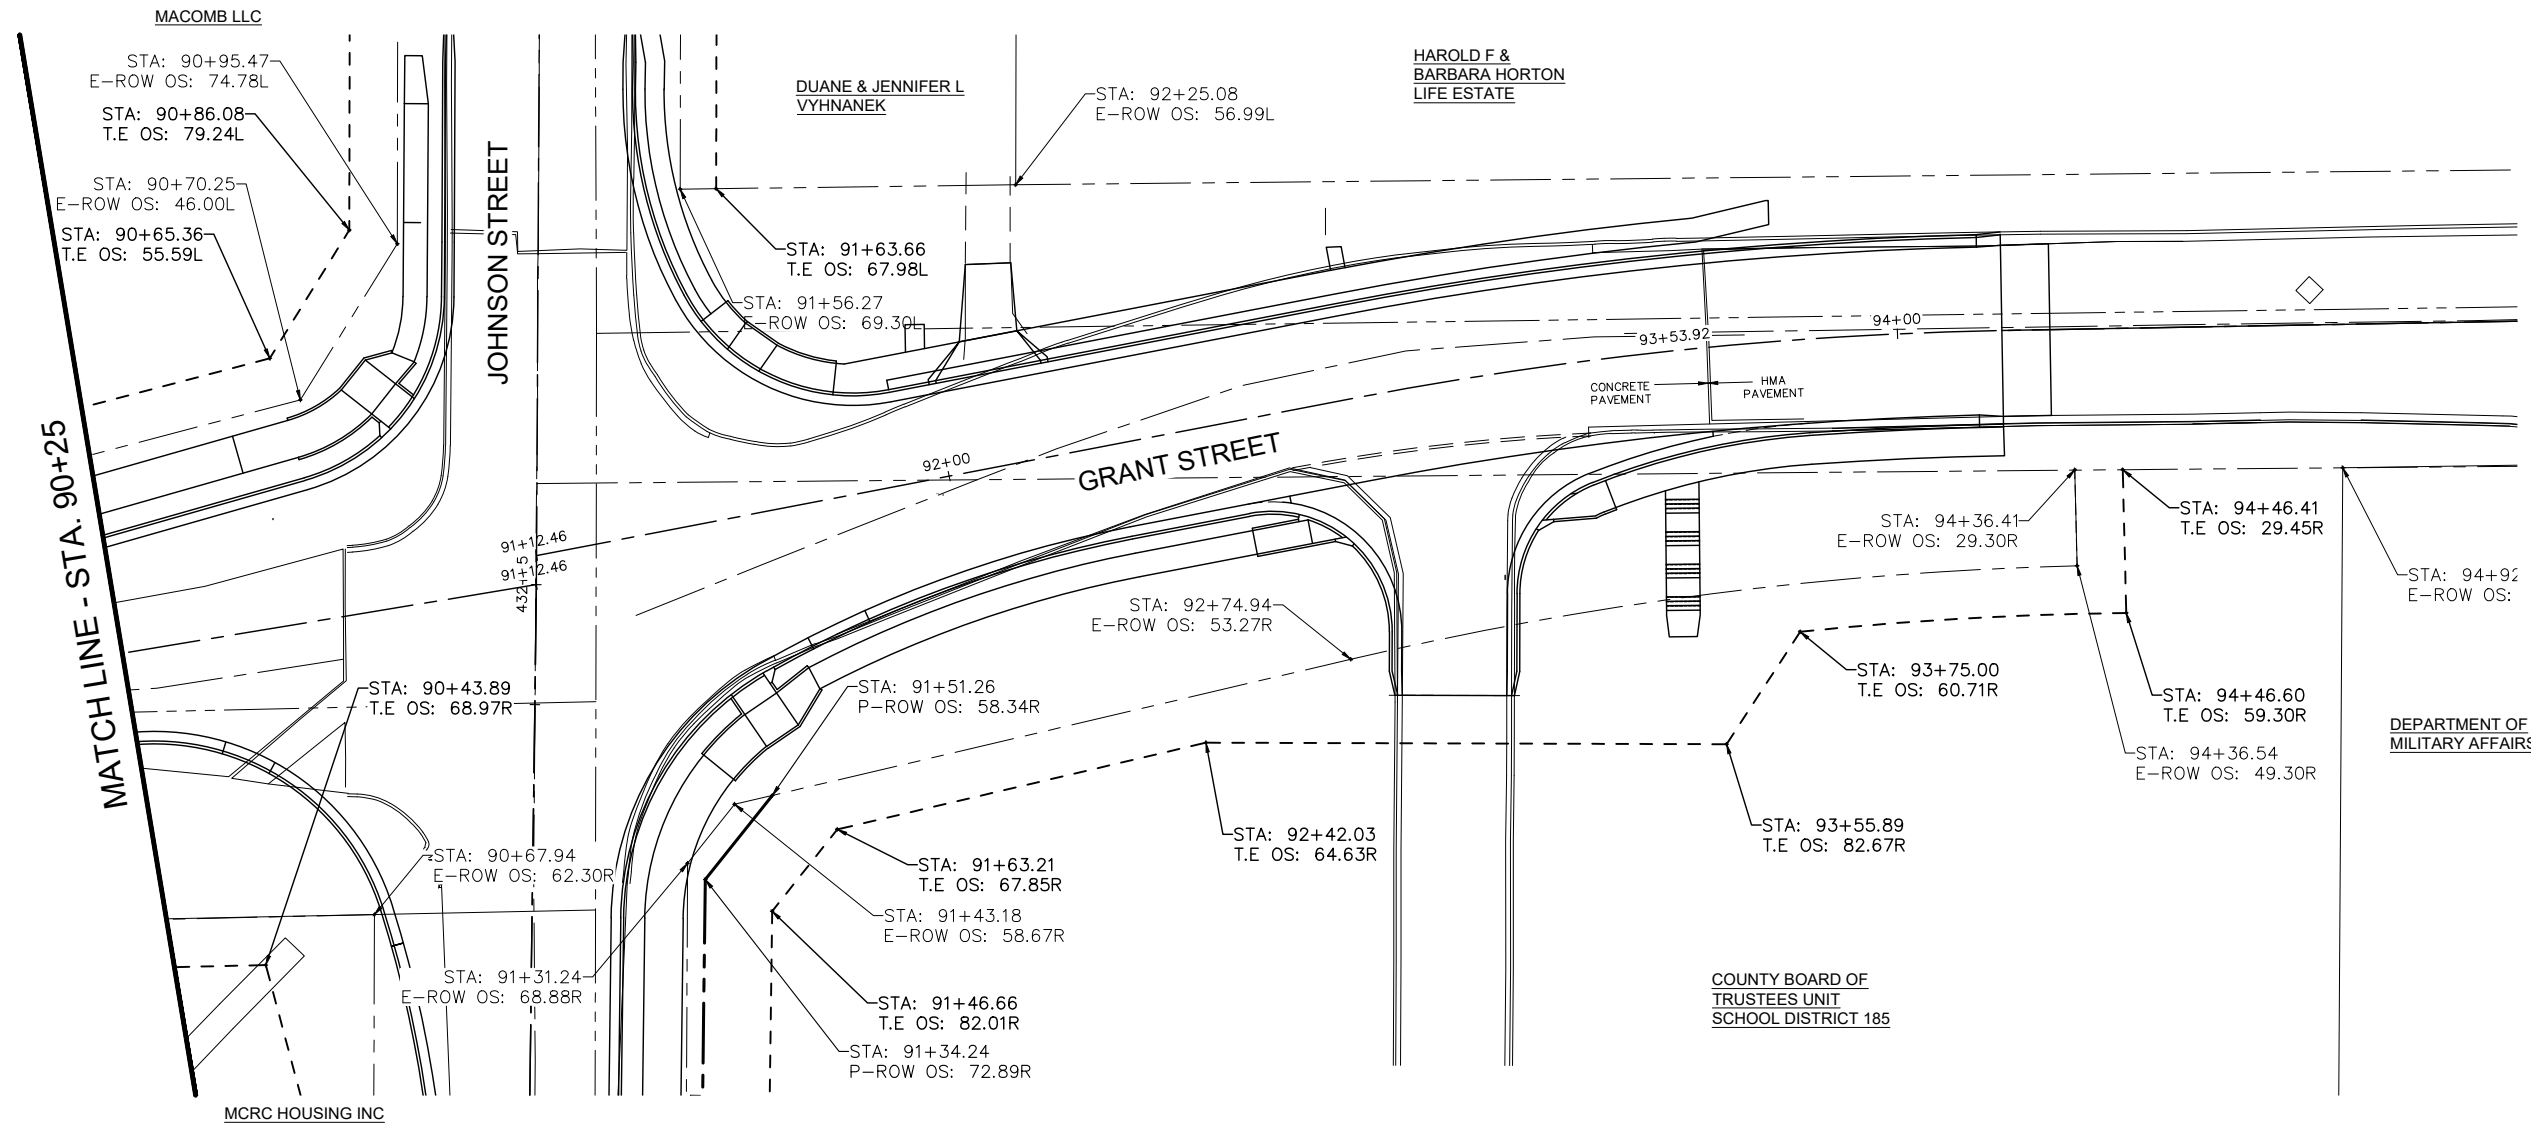 MACOMB LLC
STA: 90+95.47
E-ROW OS: 74.78L
STA: 90+86.08
T.E OS: 79.24L
STA: 90+70.25
E-ROW OS: 46.00L
STA: 90+65.36
T.E OS: 55.59L
JOHNSON STREET
DUANE & JENNIFER L
VYHNANEK
STA: 92+25.08
E-ROW OS: 56.99L
HAROLD F &
BARBARA HORTON
LIFE ESTATE
STA: 91+63.66
T.E OS: 67.98L
STA: 91+56.27
E-ROW OS: 69.30L
93+53.92
94+00
CONCRETE
PAVEMENT
HMA
PAVEMENT
GRANT STREET
92+00
91+12.46
91+12.46
MATCH LINE - STA. 90+25
STA: 94+36.41
E-ROW OS: 29.30R
STA: 94+46.41
T.E OS: 29.45R
STA: 94+92
E-ROW OS:
STA: 92+74.94
E-ROW OS: 53.27R
STA: 93+75.00
T.E OS: 60.71R
STA: 94+46.60
T.E OS: 59.30R
STA: 94+36.54
E-ROW OS: 49.30R
DEPARTMENT OF
MILITARY AFFAIRS
STA: 90+43.89
T.E OS: 68.97R
STA: 91+51.26
P-ROW OS: 58.34R
STA: 92+42.03
T.E OS: 64.63R
STA: 93+55.89
T.E OS: 82.67R
STA: 90+67.94
E-ROW OS: 62.30R
STA: 91+63.21
T.E OS: 67.85R
STA: 91+43.18
E-ROW OS: 58.67R
STA: 91+31.24
E-ROW OS: 68.88R
STA: 91+46.66
T.E OS: 82.01R
STA: 91+34.24
P-ROW OS: 72.89R
COUNTY BOARD OF
TRUSTEES UNIT
SCHOOL DISTRICT 185
MCRC HOUSING INC